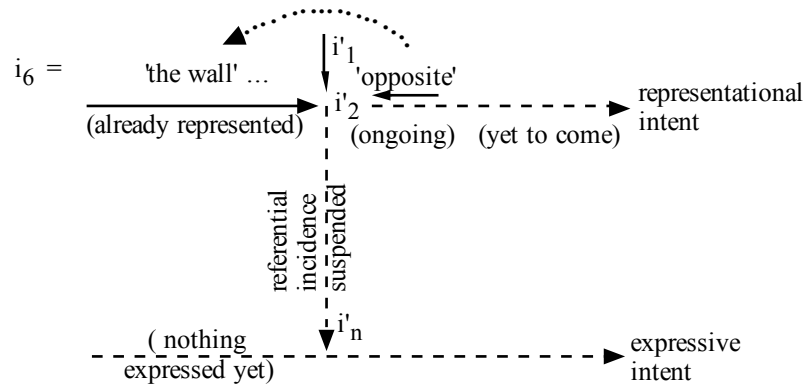 i'1
i6 = 'the wall' ... 'opposite'
i'2
(already represented) (ongoing) (yet to come)
representational
intent
referential
incidence
suspended
i'n
( nothing
expressed yet)
expressive
intent